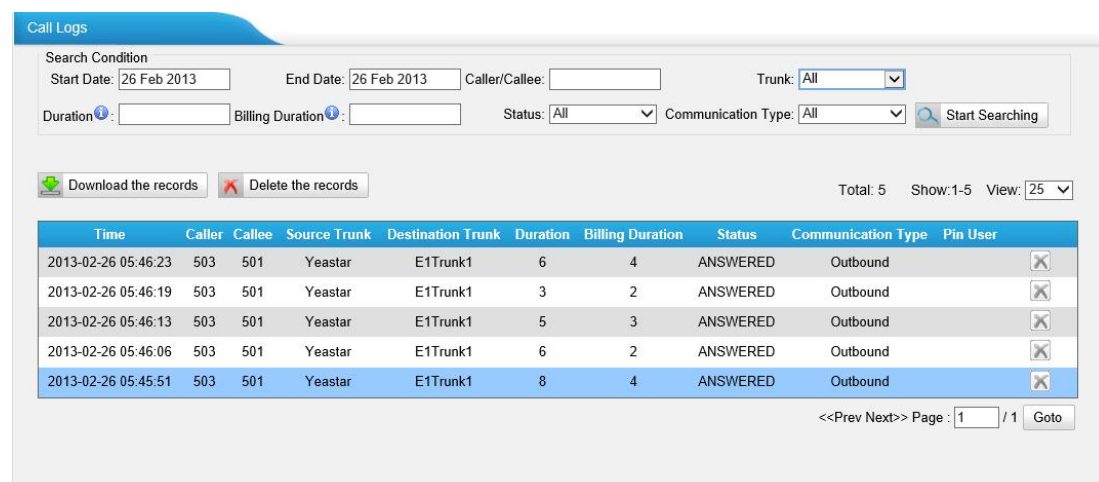 Call Logs
Search Condition
Start Date: 26 Feb 2013 End Date: 26 Feb 2013 Caller/Callee: Trunk: All
Duration : Billing Duration : Status: All Communication Type: All Start Searching
Download the records Delete the records Total: 5 Show:1-5 View: 25
Time Caller Callee Source Trunk Destination Trunk Duration Billing Duration Status Communication Type Pin User
2013-02-26 05:46:23 503 501 Yeastar E1Trunk1 6 4 ANSWERED Outbound
2013-02-26 05:46:19 503 501 Yeastar E1Trunk1 3 2 ANSWERED Outbound
2013-02-26 05:46:13 503 501 Yeastar E1Trunk1 5 3 ANSWERED Outbound
2013-02-26 05:46:06 503 501 Yeastar E1Trunk1 6 2 ANSWERED Outbound
2013-02-26 05:45:51 503 501 Yeastar E1Trunk1 8 4 ANSWERED Outbound
<<Prev Next>> Page : 1 / 1 Goto